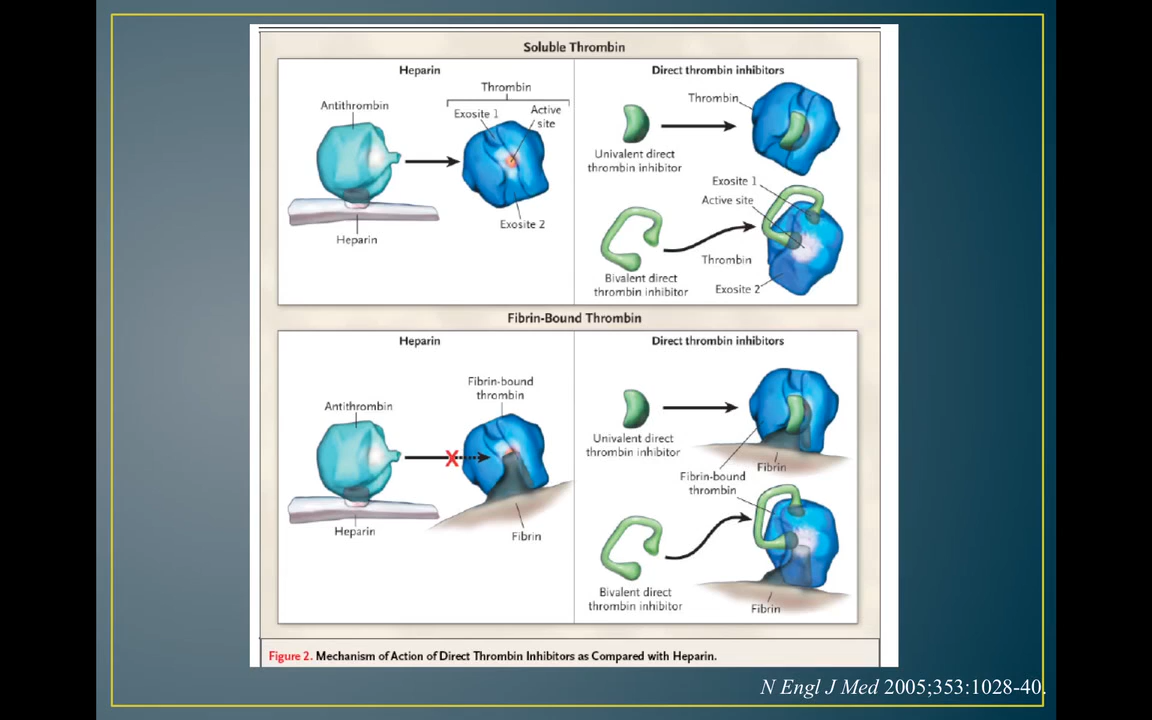 Soluble Thrombin
Heparin
Antithrombin
Thrombin
Exosite 1
Active
site
Exosite 2
Heparin
Direct thrombin inhibitors
Thrombin
Univalent direct
thrombin inhibitor
Exosite 1
Active site
Thrombin
Bivalent direct
thrombin inhibitor
Exosite 2
Fibrin-Bound Thrombin
Heparin
Fibrin-bound
thrombin
Antithrombin
X
Heparin
Fibrin
Direct thrombin inhibitors
Univalent direct
thrombin inhibitor
Fibrin
Fibrin-bound
thrombin
Bivalent direct
thrombin inhibitor
Fibrin
Figure 2. Mechanism of Action of Direct Thrombin Inhibitors as Compared with Heparin.
N Engl J Med 2005;353:1028-40.